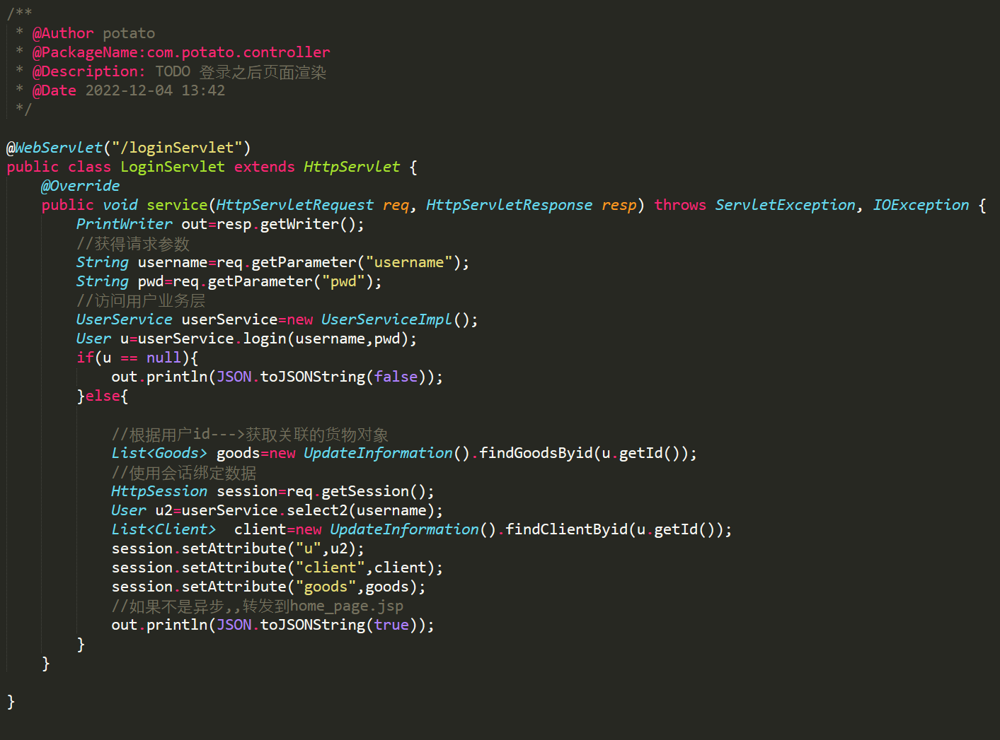 /**
 * @Author potato
 * @PackageName:com.potato.controller
 * @Description: TODO 登录之后页面渲染
 * @Date 2022-12-04 13:42
 */

@WebServlet("/loginServlet")
public class LoginServlet extends HttpServlet {
    @Override
    public void service(HttpServletRequest req, HttpServletResponse resp) throws ServletException, IOException {
        PrintWriter out=resp.getWriter();
        //获得请求参数
        String username=req.getParameter("username");
        String pwd=req.getParameter("pwd");
        //访问用户业务层
        UserService userService=new UserServiceImpl();
        User u=userService.login(username,pwd);
        if(u == null){
            out.println(JSON.toJSONString(false));
        }else{

            //根据用户id--->获取关联的货物对象
            List<Goods> goods=new UpdateInformation().findGoodsByid(u.getId());
            //使用会话绑定数据
            HttpSession session=req.getSession();
            User u2=userService.select2(username);
            List<Client>  client=new UpdateInformation().findClientByid(u.getId());
            session.setAttribute("u",u2);
            session.setAttribute("client",client);
            session.setAttribute("goods",goods);
            //如果不是异步,,转发到home_page.jsp
            out.println(JSON.toJSONString(true));
        }
    }

}